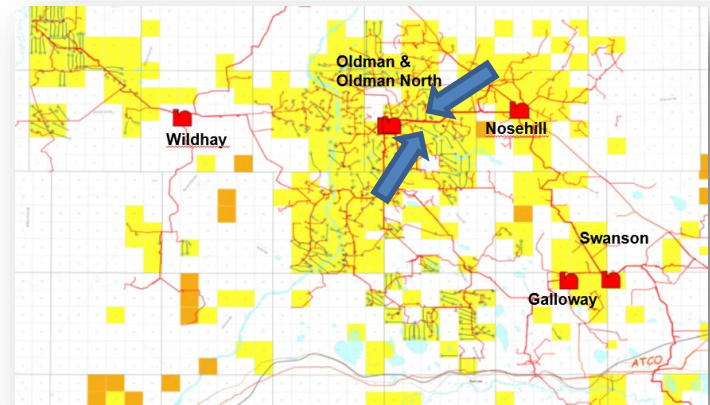 Oldman &
Oldman North
Wildhay
Nosehill
Swanson
Galloway
ATCO